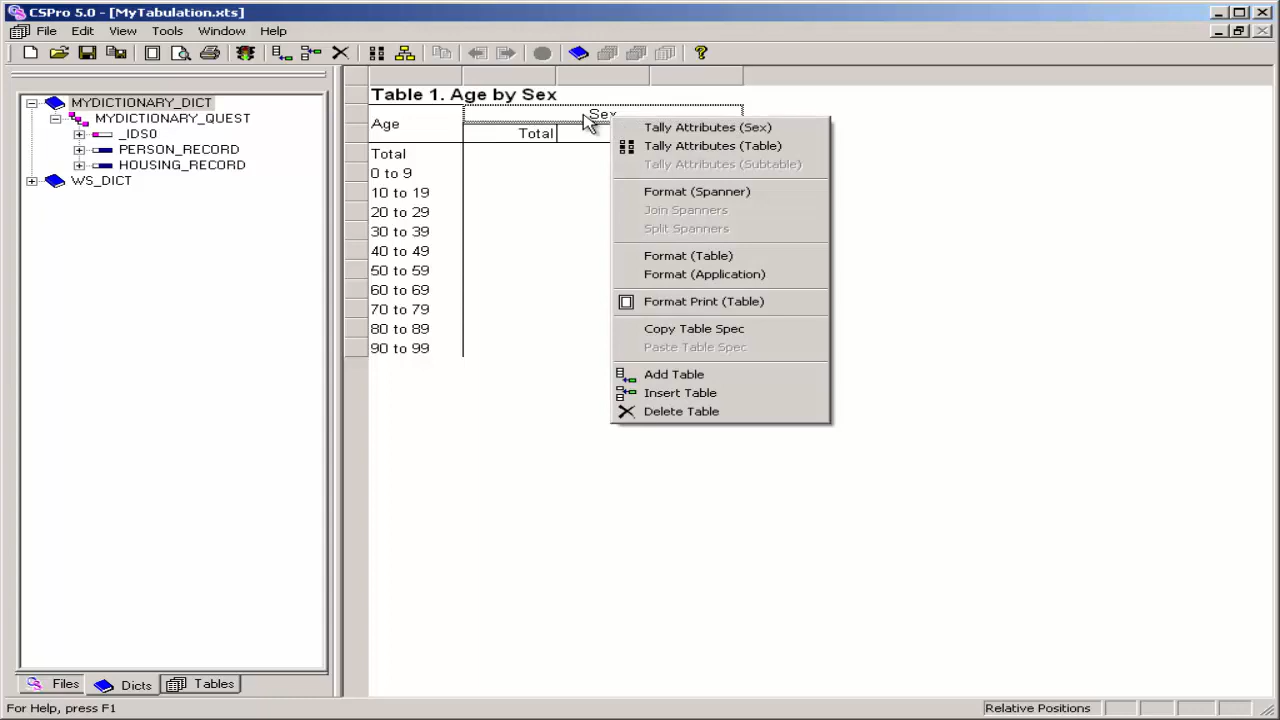 CSPro 5.0 - [MyTabulation.xts]
File Edit View Tools Window Help
MYDICTIONARY_DICT
MYDICTIONARY_QUEST
_IDS0
PERSON_RECORD
HOUSING_RECORD
WS_DICT
Files Dicts Tables
Table 1. Age by Sex
Age Sex
Total
Total
0 to 9
10 to 19
20 to 29
30 to 39
40 to 49
50 to 59
60 to 69
70 to 79
80 to 89
90 to 99
Tally Attributes (Sex)
Tally Attributes (Table)
Tally Attributes (Subtable)
Format (Spanner)
Join Spanners
Split Spanners
Format (Table)
Format (Application)
Format Print (Table)
Copy Table Spec
Paste Table Spec
Add Table
Insert Table
Delete Table
For Help, press F1
Relative Positions